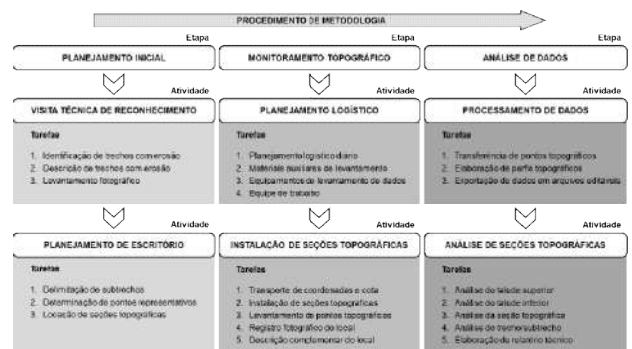 PROCEDIMENTO DE METODOLOGIA
Etapa
Etapa
Etapa
PLANEJAMENTO INICIAL
MONITORAMENTO TOPOGRÁFICO
ANÁLISE DE DADOS
Atividade
Atividade
Atividade
VISITA TÉCNICA DE RECONHECIMENTO
PLANEJAMENTO LOGÍSTICO
PROCESSAMENTO DE DADOS
Tarefas
1. Identificação de trechos com erosão
2. Descrição de trechos com erosão
3. Levantamento fotográfico
Tarefas
1. Planejamento logístico diário
2. Materiais auxiliares de levantamento
3. Equipamentos de levantamento de dados
4. Equipe de trabalho
Tarefas
1. Transferência de pontos topográficos
2. Elaboração de perfis topográficos
3. Exportação de dados em arquivos editáveis
Atividade
Atividade
Atividade
PLANEJAMENTO DE ESCRITÓRIO
INSTALAÇÃO DE SEÇÕES TOPOGRÁFICAS
ANÁLISE DE SEÇÕES TOPOGRÁFICAS
Tarefas
1. Delimitação de subtrechos
2. Determinação de pontos representativos
3. Locação de seções topográficas
Tarefas
1. Transporte de coordenadas e cota
2. Instalação de seções topográficas
3. Levantamento de pontos topográficos
4. Registro fotográfico do local
5. Descrição complementar do local
Tarefas
1. Análise do talude superior
2. Análise do talude inferior
3. Análise da seção topográfica
4. Análise do trecho/subtrecho
5. Elaboração de relatório técnico